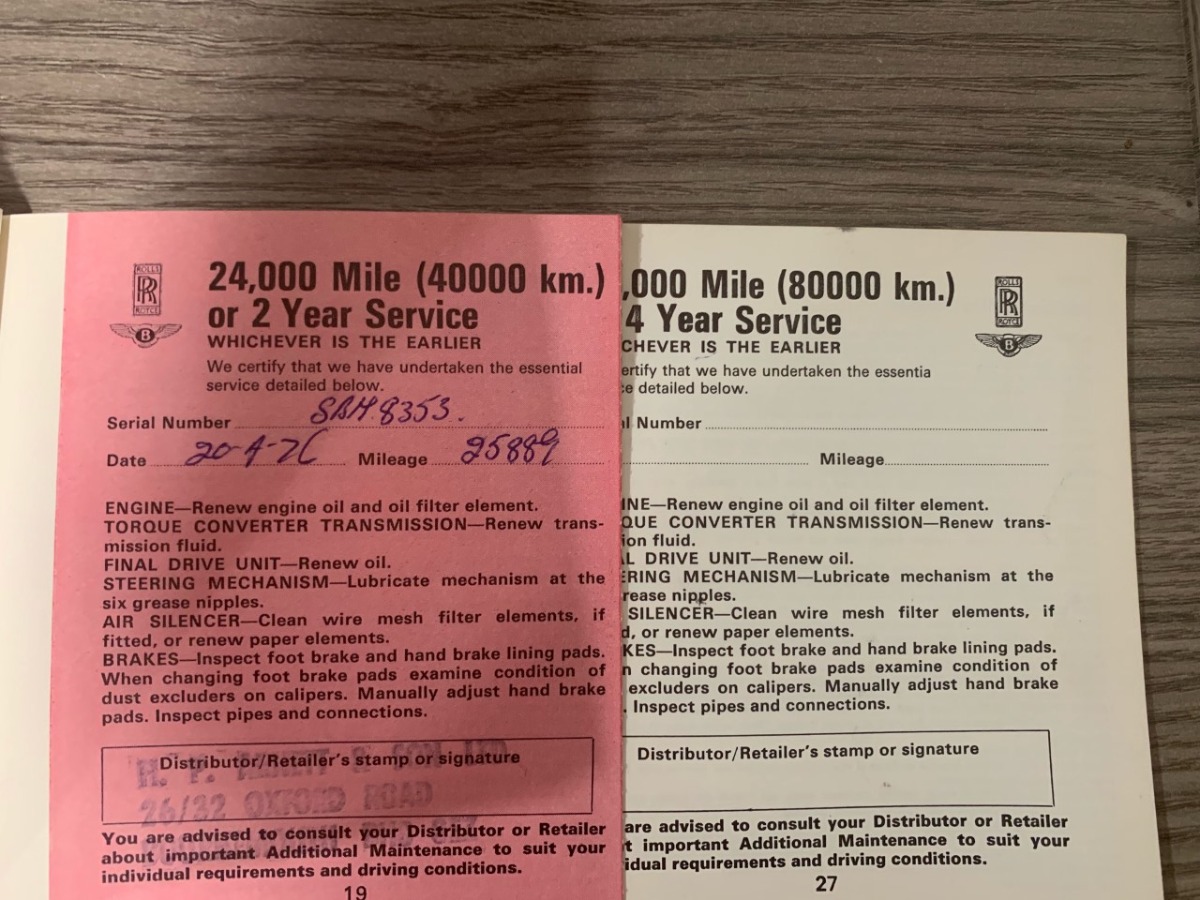 ROLLS
RR
ROYCE
B
24,000 Mile (40000 km.)
or 2 Year Service
WHICHEVER IS THE EARLIER
We certify that we have undertaken the essential
service detailed below.
Serial Number SRH.8353.
Date 20-4-76 Mileage 25889
ENGINE—Renew engine oil and oil filter element.
TORQUE CONVERTER TRANSMISSION—Renew trans-
mission fluid.
FINAL DRIVE UNIT—Renew oil.
STEERING MECHANISM—Lubricate mechanism at the
six grease nipples.
AIR SILENCER—Clean wire mesh filter elements, if
fitted, or renew paper elements.
BRAKES—Inspect foot brake and hand brake lining pads.
When changing foot brake pads examine condition of
dust excluders on calipers. Manually adjust hand brake
pads. Inspect pipes and connections.
Distributor/Retailer's stamp or signature
H. P. & SON LTD
26/32 OXFORD ROAD
You are advised to consult your Distributor or Retailer
about important Additional Maintenance to suit your
individual requirements and driving conditions.
19
,000 Mile (80000 km.)
4 Year Service
CHEVER IS THE EARLIER
ertify that we have undertaken the essentia
e detailed below.
l Number
Mileage
INE—Renew engine oil and oil filter element.
QUE CONVERTER TRANSMISSION—Renew trans-
ion fluid.
L DRIVE UNIT—Renew oil.
RING MECHANISM—Lubricate mechanism at the
rease nipples.
SILENCER—Clean wire mesh filter elements, if
d, or renew paper elements.
KES—Inspect foot brake and hand brake lining pads.
n changing foot brake pads examine condition of
excluders on calipers. Manually adjust hand brake
. Inspect pipes and connections.
Distributor/Retailer's stamp or signature
are advised to consult your Distributor or Retailer
t important Additional Maintenance to suit your
idual requirements and driving conditions.
27
ROLLS
RR
ROYCE
B